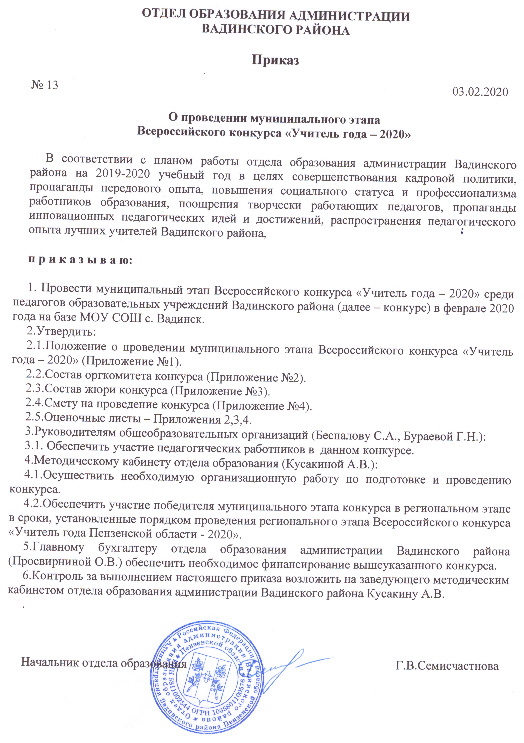 ОТДЕЛ ОБРАЗОВАНИЯ АДМИНИСТРАЦИИ
ВАДИНСКОГО РАЙОНА
Приказ
№ 13
03.02.2020
О проведении муниципального этапа
Всероссийского конкурса «Учитель года – 2020»
В соответствии с планом работы отдела образования администрации Вадинского
района на 2019-2020 учебный год в целях совершенствования кадровой политики,
пропаганды передового опыта, повышения социального статуса и профессионализма
работников образования, поощрения творчески работающих педагогов, пропаганды
инновационных педагогических идей и достижений, распространения педагогического
опыта лучших учителей Вадинского района,
п р и к а з ы в а ю:
1. Провести муниципальный этап Всероссийского конкурса «Учитель года – 2020» среди
педагогов образовательных учреждений Вадинского района (далее – конкурс) в феврале 2020
года на базе МОУ СОШ с. Вадинск.
2.Утвердить:
2.1.Положение о проведении муниципального этапа Всероссийского конкурса «Учитель
года – 2020» (Приложение №1).
2.2.Состав оргкомитета конкурса (Приложение №2).
2.3.Состав жюри конкурса (Приложение №3).
2.4.Смету на проведение конкурса (Приложение №4).
2.5.Оценочные листы – Приложения 2,3,4.
3.Руководителям общеобразовательных организаций (Беспалову С.А., Бураевой Г.Н.):
3.1. Обеспечить участие педагогических работников в данном конкурсе.
4.Методическому кабинету отдела образования (Кусакиной А.В.):
4.1.Осуществить необходимую организационную работу по подготовке и проведению
конкурса.
4.2.Обеспечить участие победителя муниципального этапа конкурса в региональном этапе
в сроки, установленные порядком проведения регионального этапа Всероссийского конкурса
«Учитель года Пензенской области - 2020».
5.Главному бухгалтеру отдела образования администрации Вадинского района
(Просвирниной О.В.) обеспечить необходимое финансирование вышеуказанного конкурса.
6.Контроль за выполнением настоящего приказа возложить на заведующего методическим
кабинетом отдела образования администрации Вадинского района Кусакину А.В.
Начальник отдела образования
Г.В.Семисчастнова